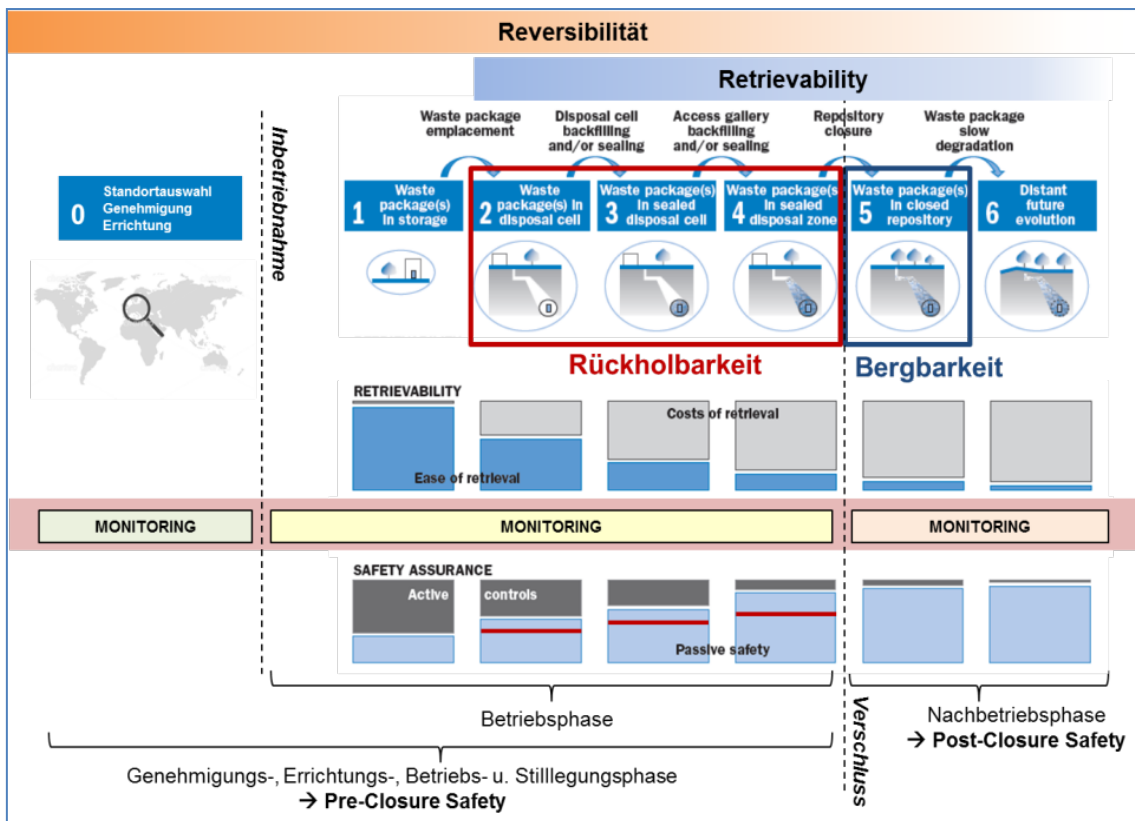 Reversibilität
Retrievability
Waste package
emplacement
Disposal cell
backfilling
and/or sealing
Access gallery
backfilling
and/or sealing
Repository
closure
Waste package
slow
degradation
Inbetriebnahme
0
Standortauswahl
Genehmigung
Errichtung
1
Waste
package(s)
in storage
2
Waste
package(s) in
disposal cell
3
Waste package(s)
in sealed
disposal cell
4
Waste package(s)
in sealed
disposal zone
5
Waste package(s)
in closed
repository
6
Distant
future
evolution
Rückholbarkeit
Bergbarkeit
RETRIEVABILITY
Costs of retrieval
Ease of retrieval
MONITORING
MONITORING
MONITORING
SAFETY ASSURANCE
Active controls
Passive safety
Betriebsphase
Verschluss
Nachbetriebsphase
→ Post-Closure Safety
Genehmigungs-, Errichtungs-, Betriebs- u. Stilllegungsphase
→ Pre-Closure Safety